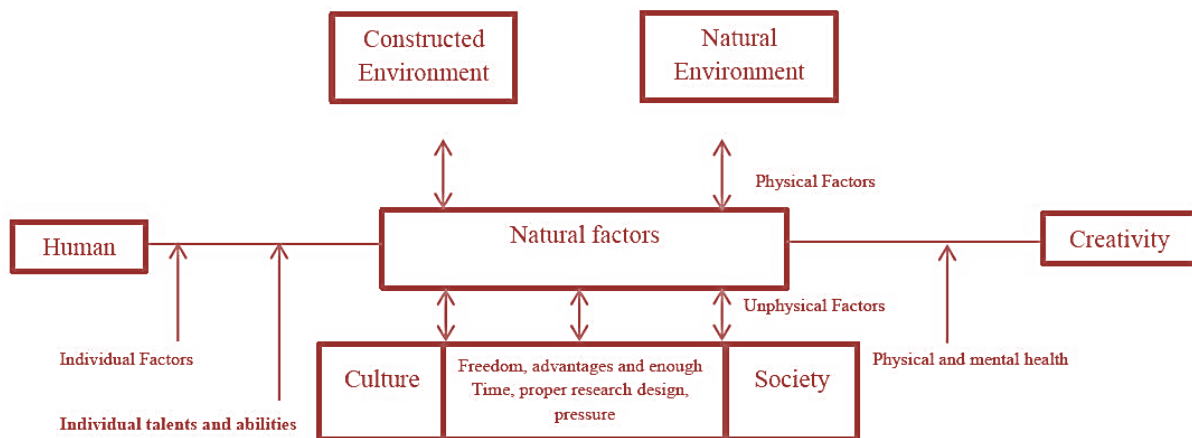 Constructed
Environment
Natural
Environment
Physical Factors
Human
Natural factors
Creativity
Unphysical Factors
Individual Factors
Physical and mental health
Culture
Freedom, advantages and enough
Time, proper research design,
pressure
Society
Individual talents and abilities